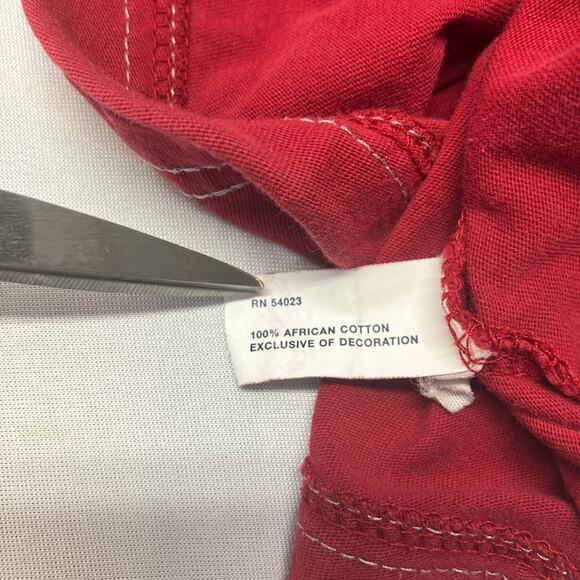 RN 54023
100% AFRICAN COTTON
EXCLUSIVE OF DECORATION